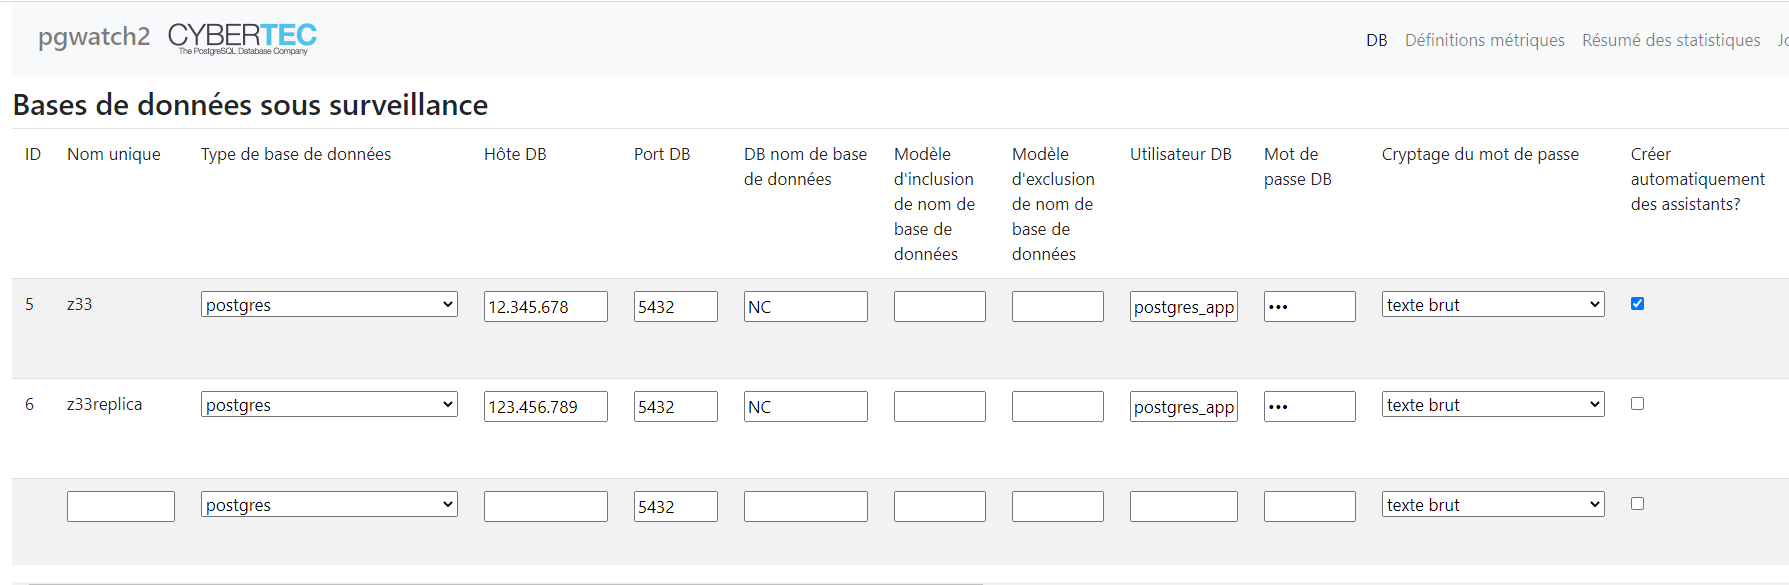 pgwatch2 CYBERTEC
The PostgreSQL Database Company
DB Définitions métriques Résumé des statistiques
Bases de données sous surveillance
ID Nom unique Type de base de données Hôte DB Port DB DB nom de base de données Modèle d'inclusion de nom de base de données Modèle d'exclusion de nom de base de données Utilisateur DB Mot de passe DB Cryptage du mot de passe Créer automatiquement des assistants?
5 z33 postgres 12.345.678 5432 NC postgres_app ••• texte brut
6 z33replica postgres 123.456.789 5432 NC postgres_app ••• texte brut
postgres 5432 texte brut